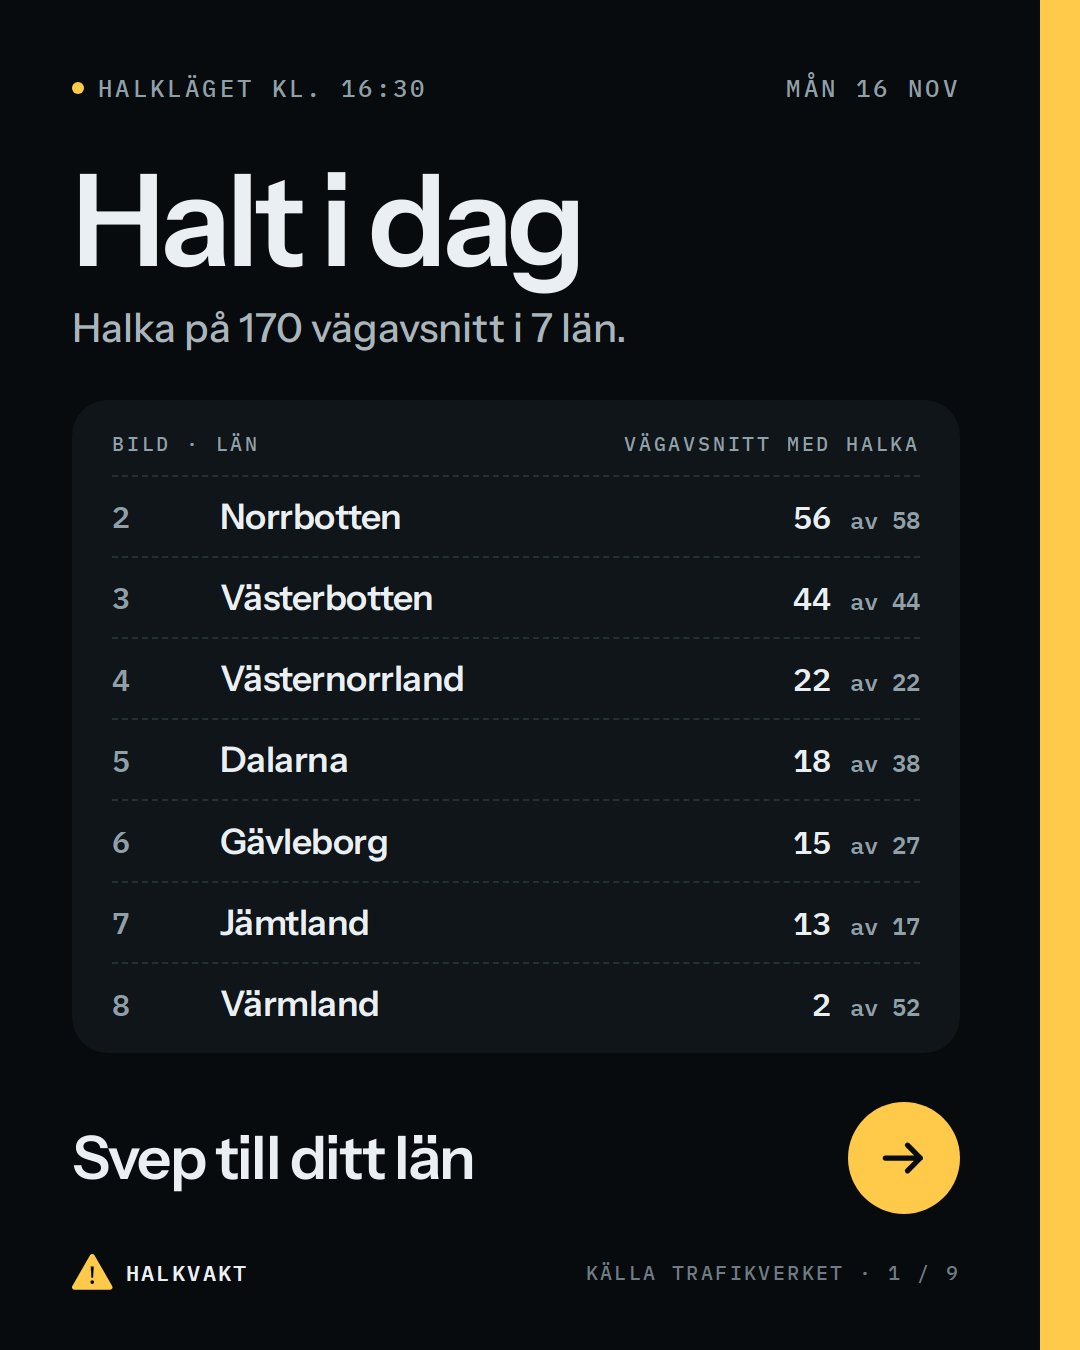 HALKLÄGET KL. 16:30 MÅN 16 NOV
Halt i dag
Halka på 170 vägavsnitt i 7 län.
BILD · LÄN VÄGAVSNITT MED HALKA
2 Norrbotten 56 av 58
3 Västerbotten 44 av 44
4 Västernorrland 22 av 22
5 Dalarna 18 av 38
6 Gävleborg 15 av 27
7 Jämtland 13 av 17
8 Värmland 2 av 52
Svep till ditt län
HALKVAKT KÄLLA TRAFIKVERKET · 1 / 9